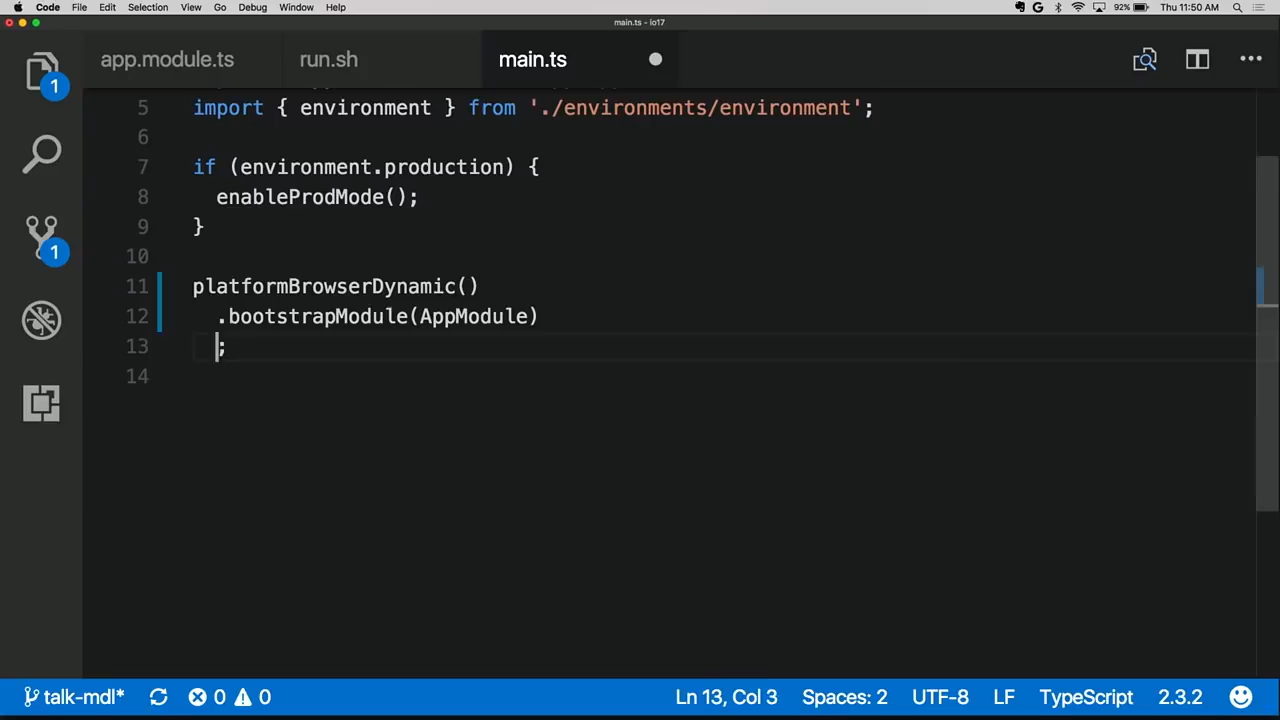 Code File Edit Selection View Go Debug Window Help 92% Thu 11:50 AM
main.ts - io17
1 app.module.ts run.sh main.ts
5 import { environment } from './environments/environment';
6
7 if (environment.production) {
8 enableProdMode();
9 }
10
11 platformBrowserDynamic()
12 .bootstrapModule(AppModule)
13 ;
14
1
talk-mdl* 0 0 Ln 13, Col 3 Spaces: 2 UTF-8 LF TypeScript 2.3.2